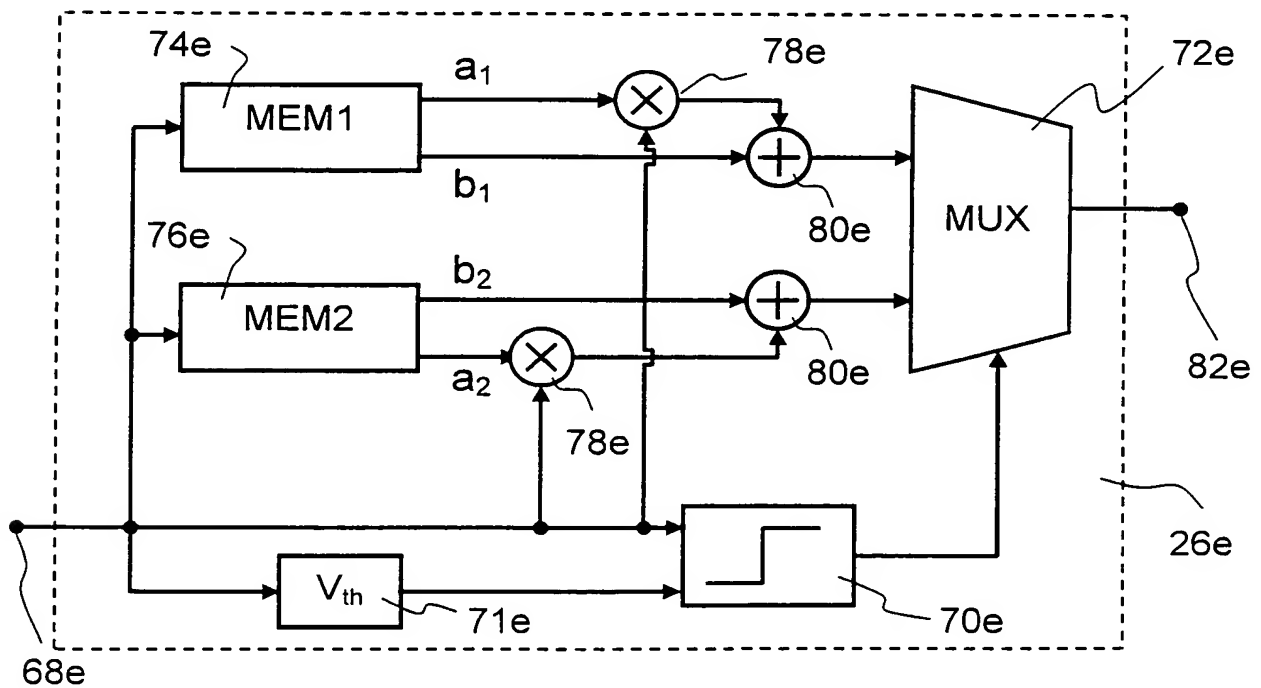 74e
a₁
78e
72e
MEM1
b₁
80e
MUX
76e
b₂
MEM2
a₂
80e
82e
78e
26e
Vth
71e
70e
68e